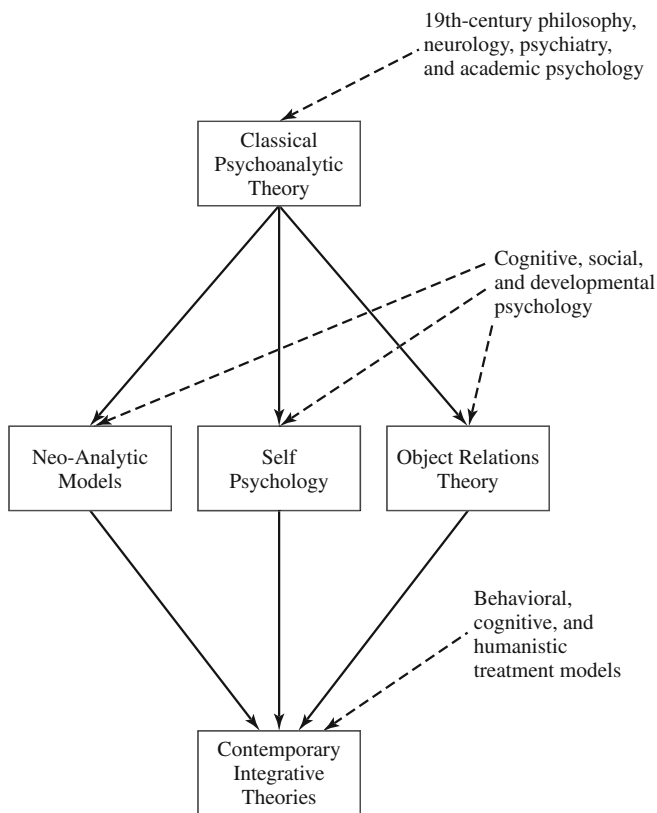 19th-century philosophy,
neurology, psychiatry,
and academic psychology
Classical
Psychoanalytic
Theory
Cognitive, social,
and developmental
psychology
Neo-Analytic
Models
Self
Psychology
Object Relations
Theory
Behavioral,
cognitive, and
humanistic
treatment models
Contemporary
Integrative
Theories